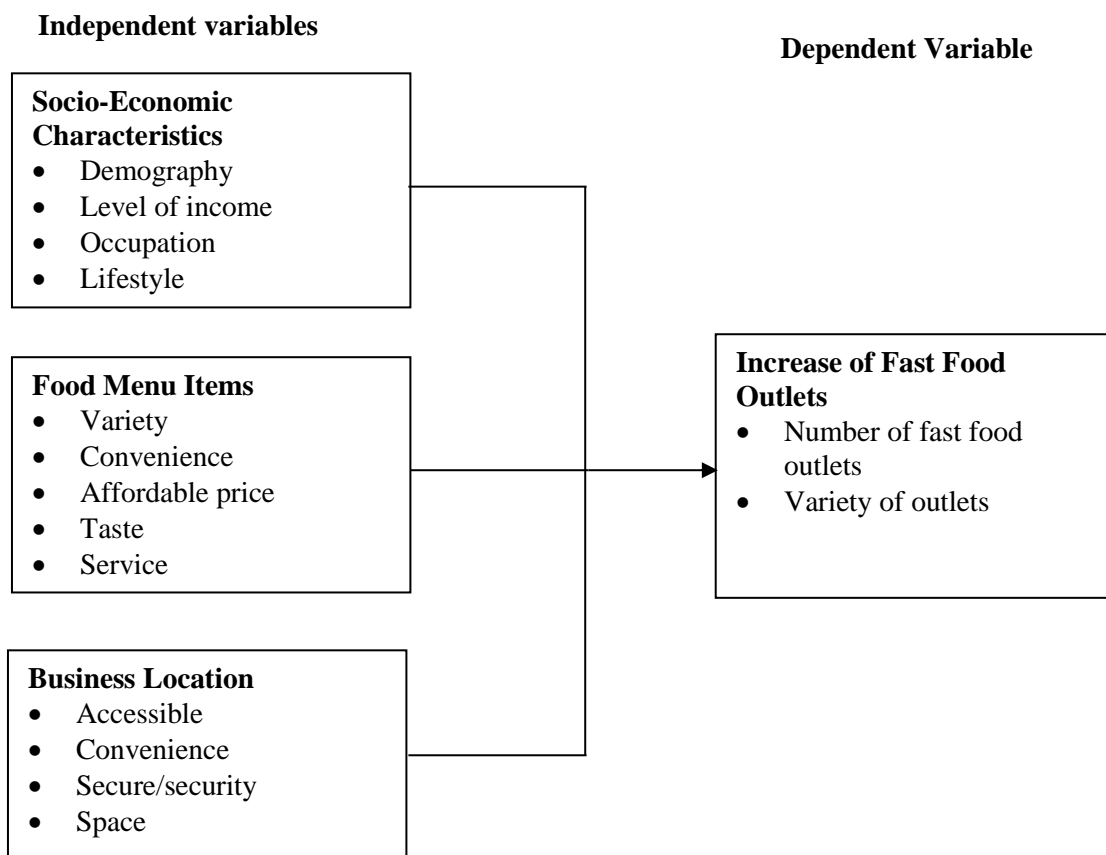 Independent variables
Dependent Variable
Socio-Economic
Characteristics
• Demography
• Level of income
• Occupation
• Lifestyle
Food Menu Items
• Variety
• Convenience
• Affordable price
• Taste
• Service
Increase of Fast Food
Outlets
• Number of fast food
outlets
• Variety of outlets
Business Location
• Accessible
• Convenience
• Secure/security
• Space